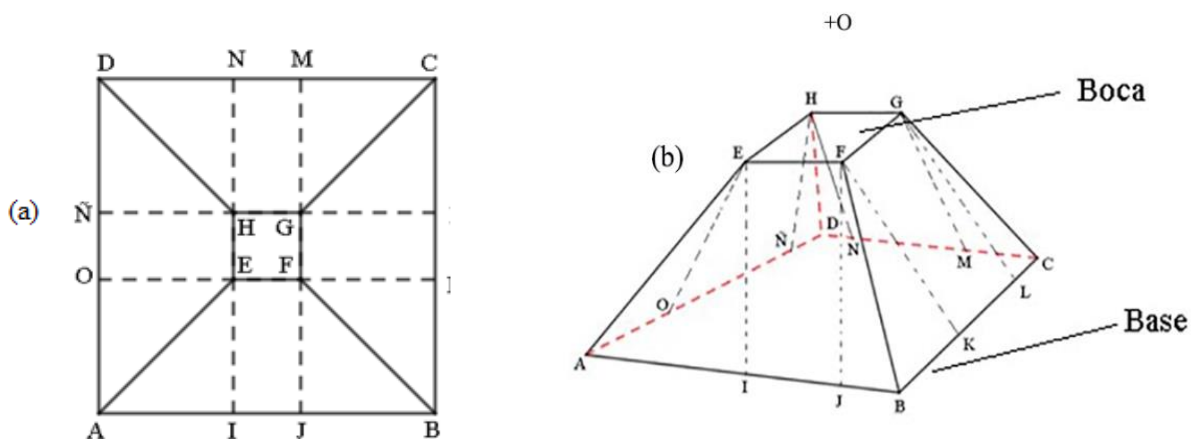 D N M C
(a)
Ñ
H G
O
E F
A I J B
+O
H G
Boca
(b)
E F
Ñ D N
M C
O
L
Base
K
A
I
J B